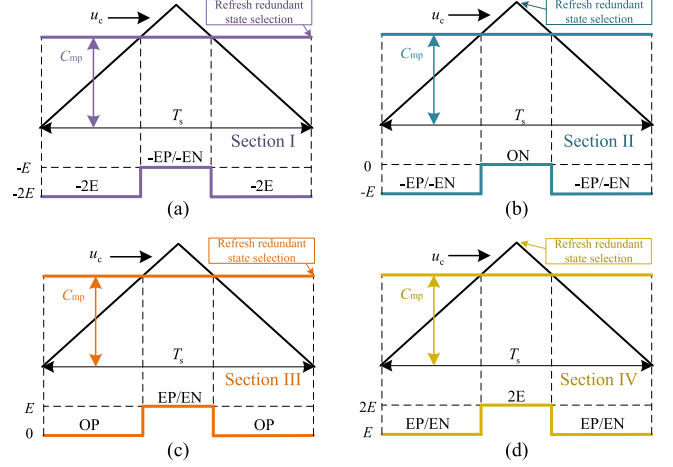 Refresh redundant
state selection
u_c
C_mp
T_s
Section I
-E
-EP/-EN
-2E
-2E
-2E
(a)
Refresh redundant
state selection
u_c
C_mp
T_s
Section II
0
ON
-E
-EP/-EN
-EP/-EN
(b)
Refresh redundant
state selection
u_c
C_mp
T_s
Section III
E
EP/EN
0
OP
OP
(c)
Refresh redundant
state selection
u_c
C_mp
T_s
Section IV
2E
2E
E
EP/EN
EP/EN
(d)